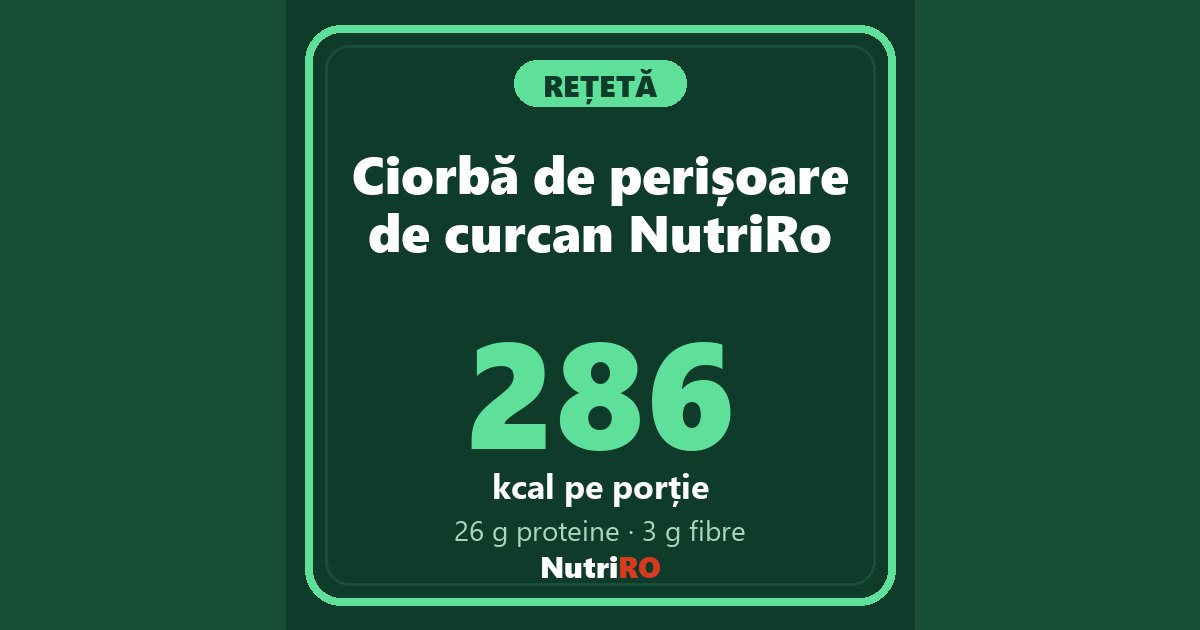 REȚETĂ
Ciorbă de perișoare
de curcan NutriRo
286
kcal pe porție
26 g proteine · 3 g fibre
NutriRO